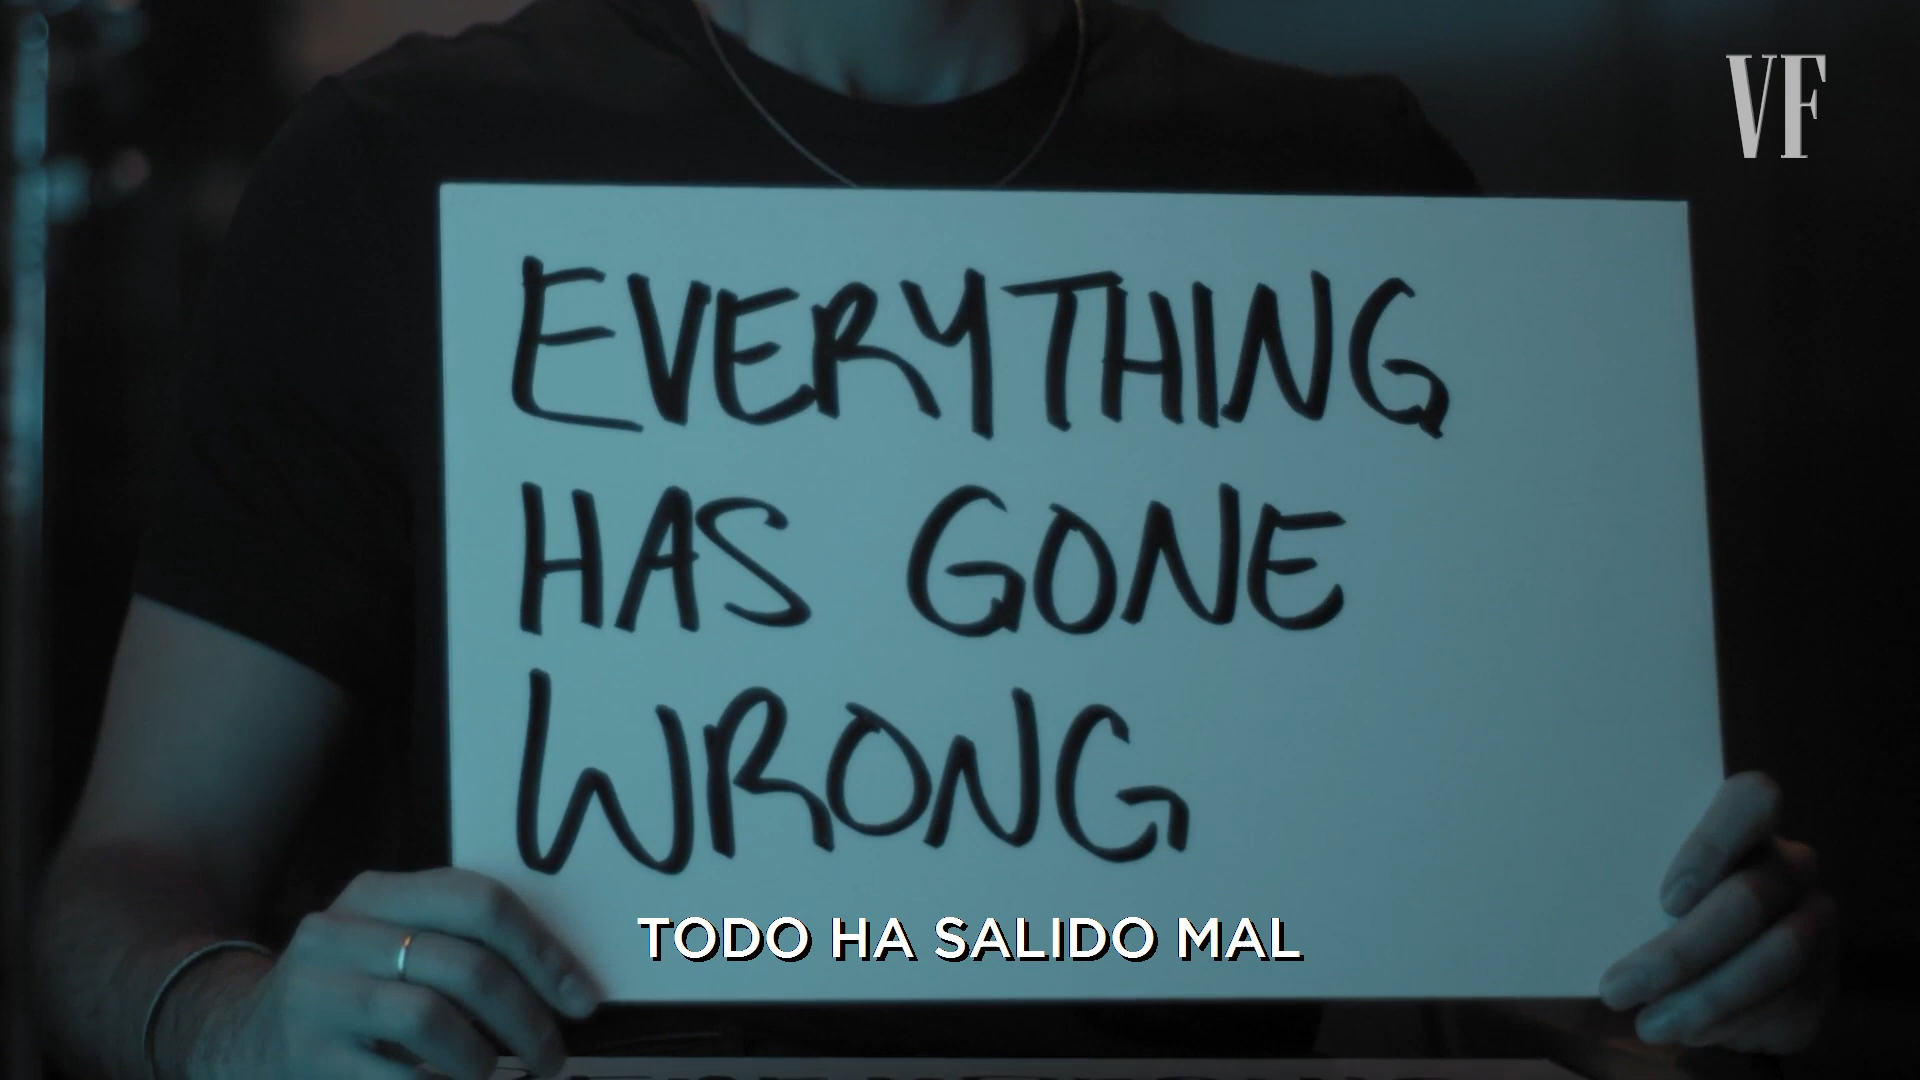 VF
EVERYTHING
HAS GONE
WRONG
TODO HA SALIDO MAL